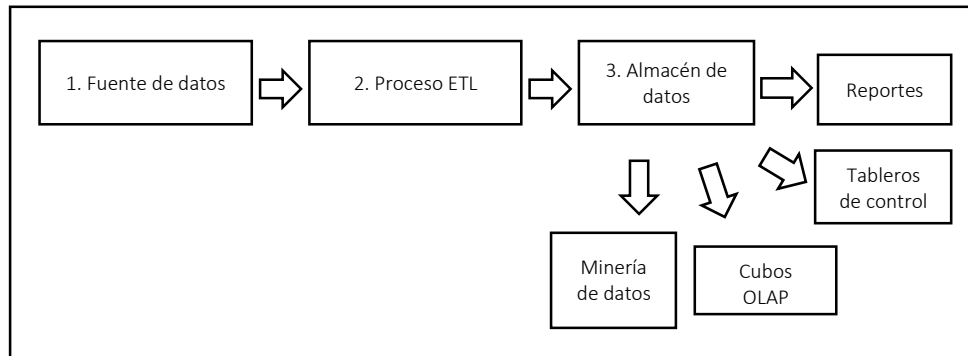 1. Fuente de datos
2. Proceso ETL
3. Almacén de
datos
Reportes
Tableros
de control
Minería
de datos
Cubos
OLAP